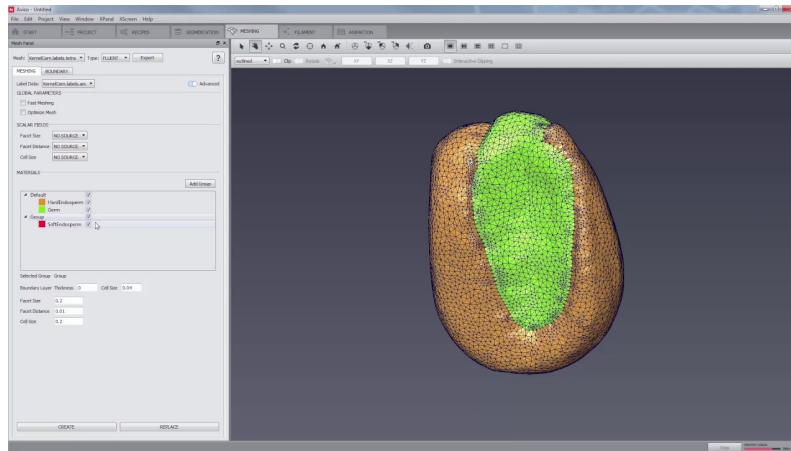 Avizo - Untitled
File Edit Project View Window XPand XScreen Help
START PROJECT RECIPES SEGMENTATION MESHING FILAMENT ANIMATION
Mesh Panel
Mesh: KernelCorn.labels.tetra Type: FLUENT Export ?
outlined Clip Rotate XY XZ YZ Interactive Clipping
MESHING BOUNDARY
Label Data: KernelCorn.labels.am Advanced
GLOBAL PARAMETERS
Fast Meshing
Optimize Mesh
SCALAR FIELDS
Facet Size NO SOURCE
Facet Distance NO SOURCE
Cell Size NO SOURCE
MATERIALS
Add Group
Default
HardEndosperm
Germ
Group
SoftEndosperm
Selected Group Group
Boundary Layer Thickness 0 Cell Size 0.04
Facet Size 0.2
Facet Distance 0.01
Cell Size 0.2
CREATE REPLACE
Stop